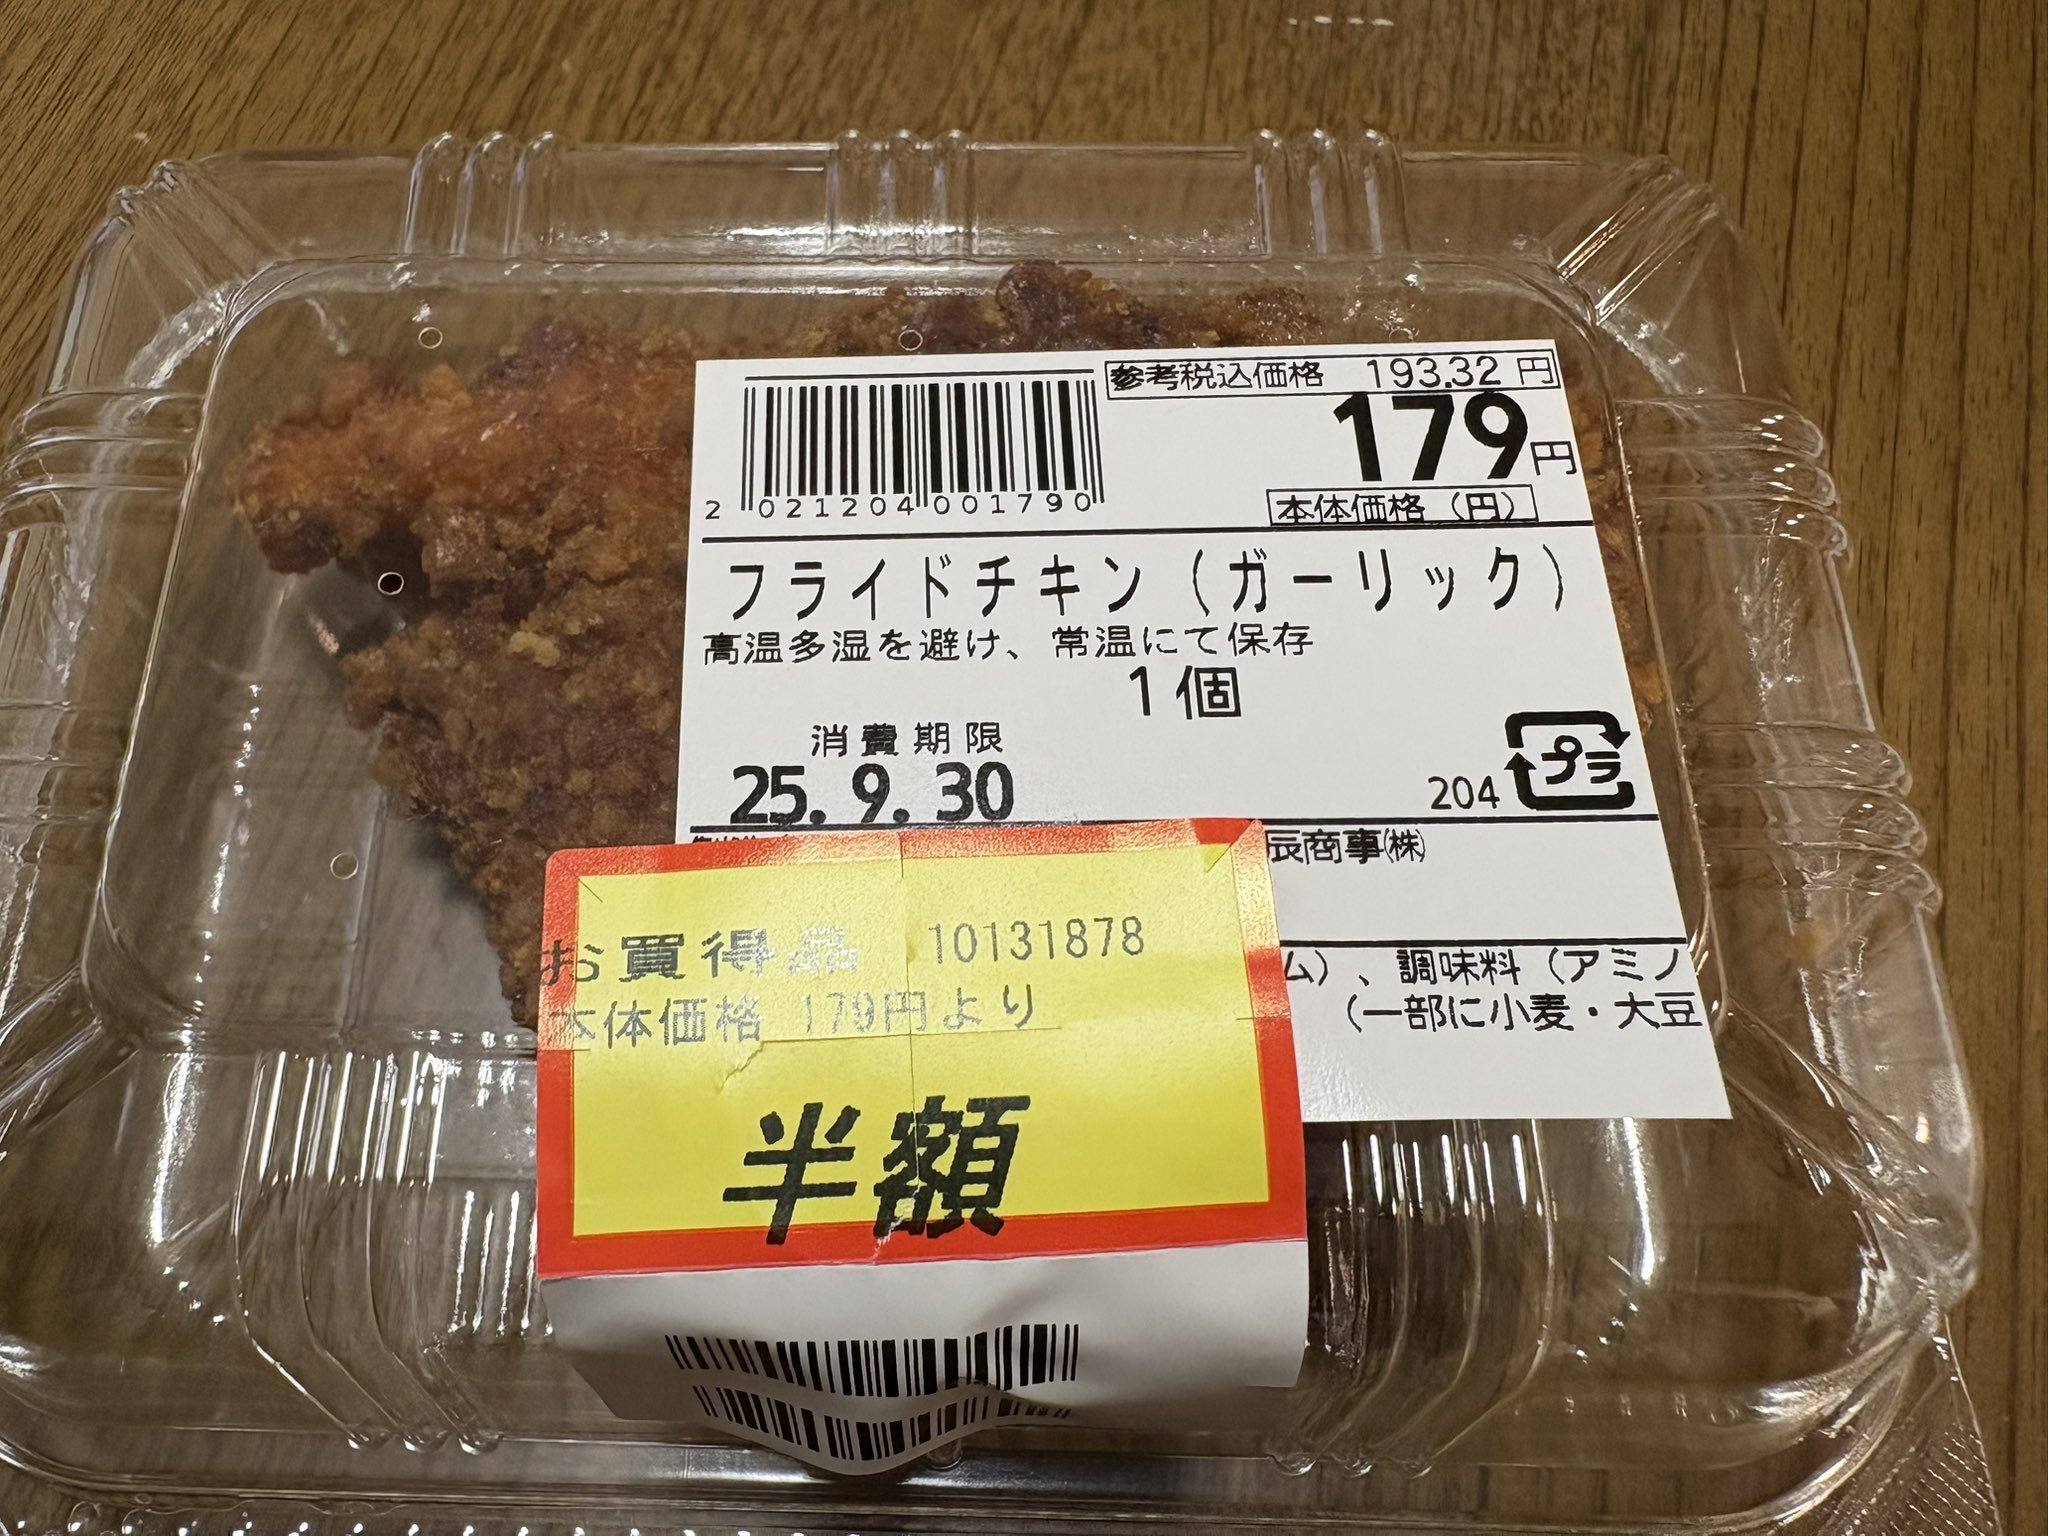 参考税込価格 193.32 円
179円
本体価格（円）
2 021204 001790
フライドチキン（ガーリック）
高温多湿を避け、常温にて保存
1個
消費期限
25. 9. 30
204 プラ
辰商事㈱
お買得品 10131878
ム）、調味料（アミノ
（一部に小麦・大豆
本体価格 179円より
半額